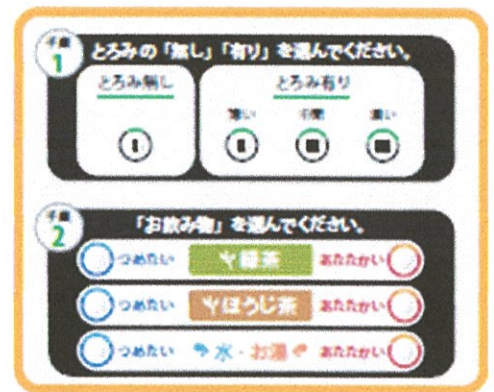 手順
1
とろみの「無し」「有り」を選んでください。
とろみ無し
とろみ有り
薄い 中間 濃い
手順
2
「お飲み物」を選んでください。
つめたい 緑茶 あたたかい
つめたい ほうじ茶 あたたかい
つめたい 水・お湯 あたたかい